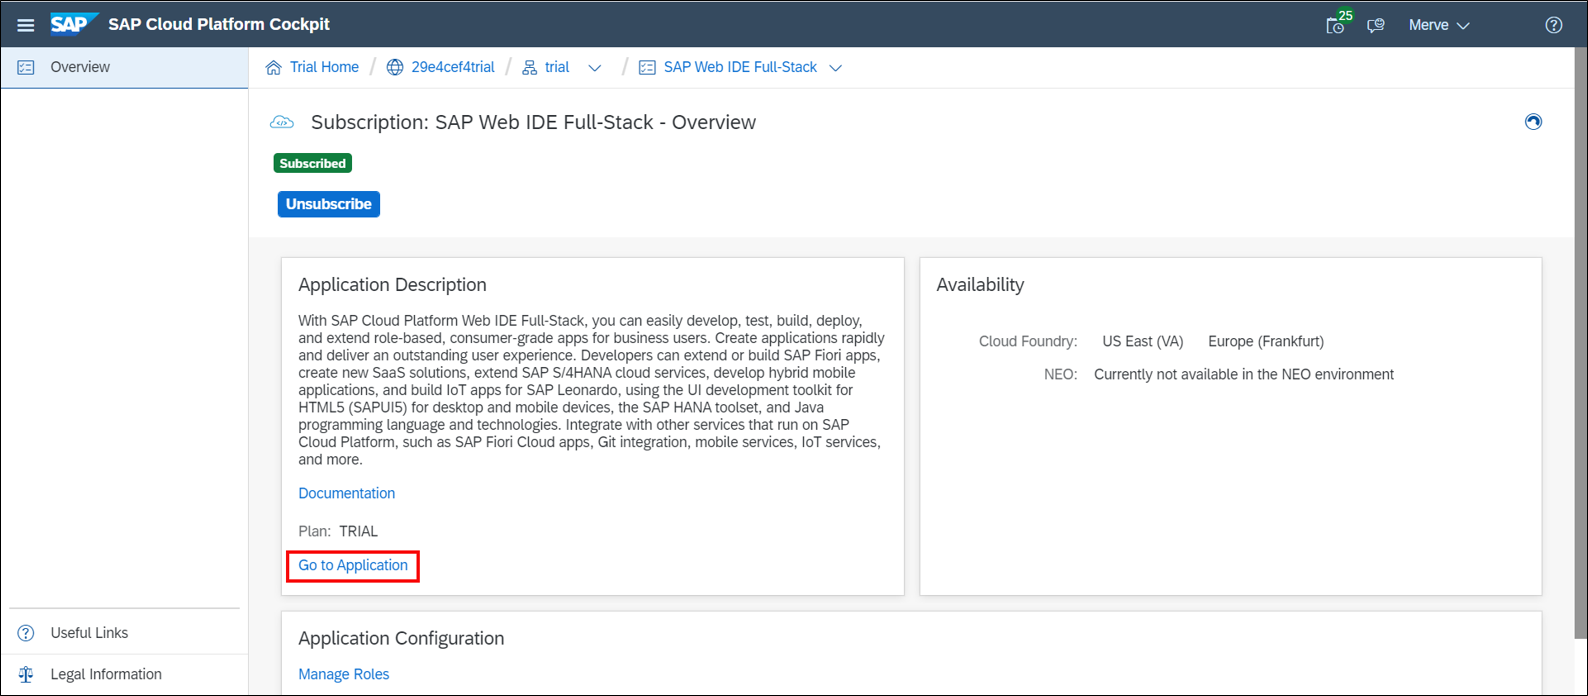 SAP SAP Cloud Platform Cockpit
25
Merve
Overview
Trial Home / 29e4cef4trial / trial / SAP Web IDE Full-Stack
Subscription: SAP Web IDE Full-Stack - Overview
Subscribed
Unsubscribe
Application Description
With SAP Cloud Platform Web IDE Full-Stack, you can easily develop, test, build, deploy,
and extend role-based, consumer-grade apps for business users. Create applications rapidly
and deliver an outstanding user experience. Developers can extend or build SAP Fiori apps,
create new SaaS solutions, extend SAP S/4HANA cloud services, develop hybrid mobile
applications, and build IoT apps for SAP Leonardo, using the UI development toolkit for
HTML5 (SAPUI5) for desktop and mobile devices, the SAP HANA toolset, and Java
programming language and technologies. Integrate with other services that run on SAP
Cloud Platform, such as SAP Fiori Cloud apps, Git integration, mobile services, IoT services,
and more.
Documentation
Plan: TRIAL
Go to Application
Availability
Cloud Foundry: US East (VA) Europe (Frankfurt)
NEO: Currently not available in the NEO environment
Application Configuration
Manage Roles
Useful Links
Legal Information